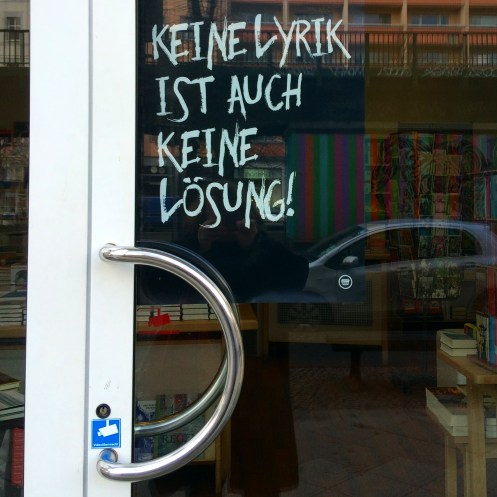 KEINE LYRIK
IST AUCH
KEINE
LÖSUNG!